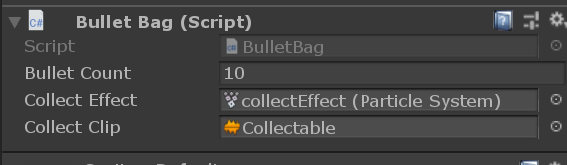 Bullet Bag (Script)
Script BulletBag
Bullet Count 10
Collect Effect collectEffect (Particle System)
Collect Clip Collectable